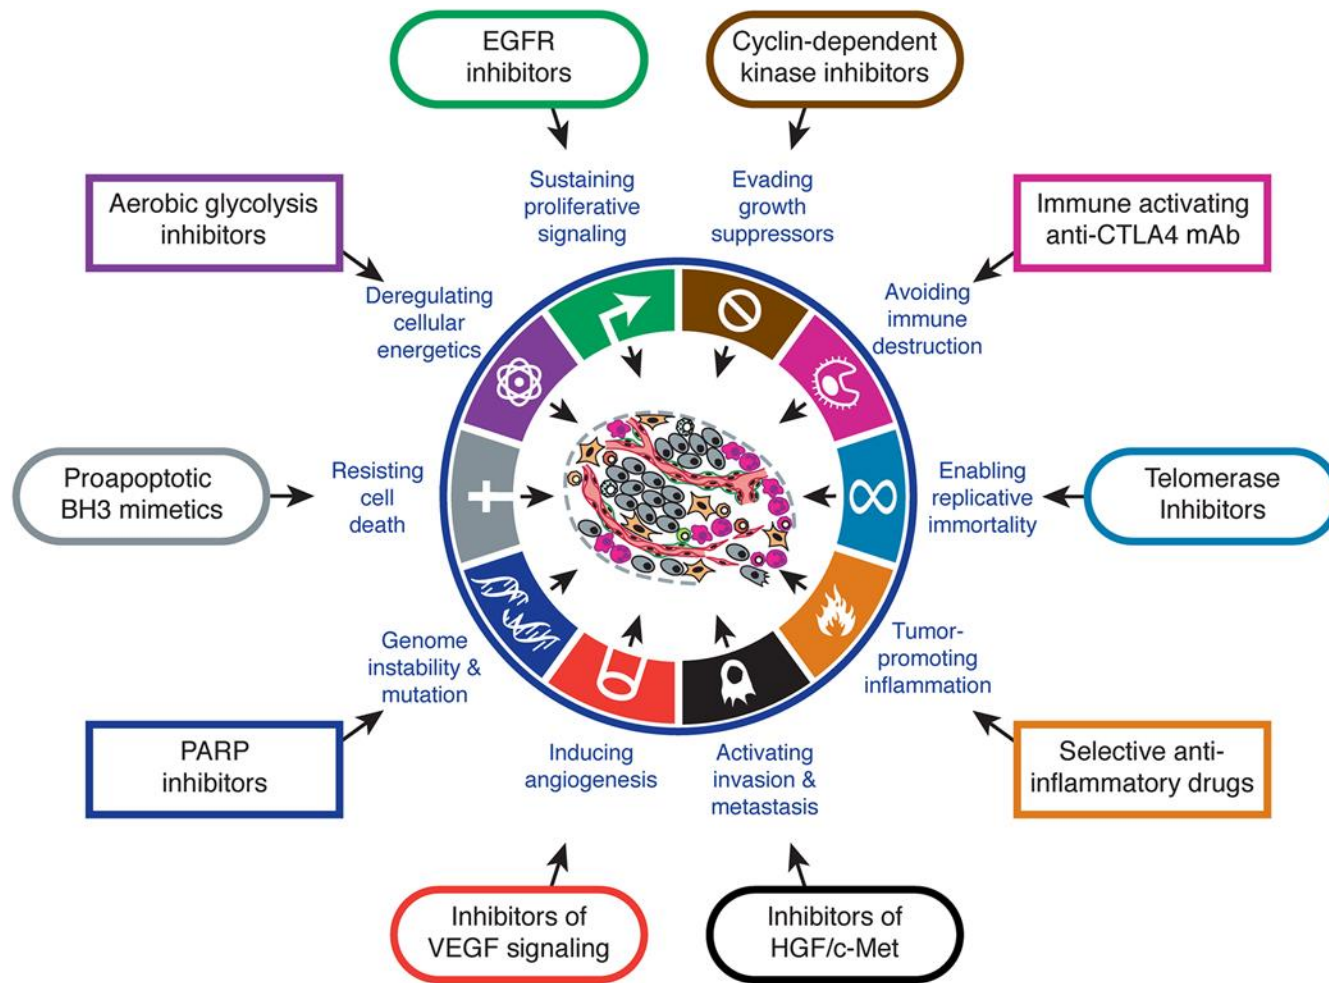 EGFR
inhibitors
Cyclin-dependent
kinase inhibitors
Sustaining
proliferative
signaling
Evading
growth
suppressors
Aerobic glycolysis
inhibitors
Immune activating
anti-CTLA4 mAb
Deregulating
cellular
energetics
Avoiding
immune
destruction
Proapoptotic
BH3 mimetics
Resisting
cell
death
Enabling
replicative
immortality
Telomerase
Inhibitors
Genome
instability &
mutation
Tumor-
promoting
inflammation
PARP
inhibitors
Inducing
angiogenesis
Activating
invasion &
metastasis
Selective anti-
inflammatory drugs
Inhibitors of
VEGF signaling
Inhibitors of
HGF/c-Met